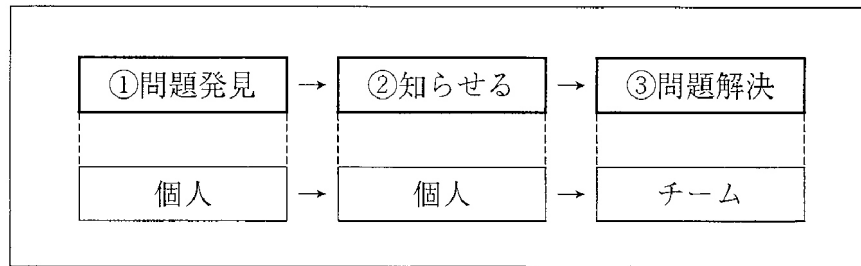 ①問題発見 → ②知らせる → ③問題解決
個人 → 個人 → チーム